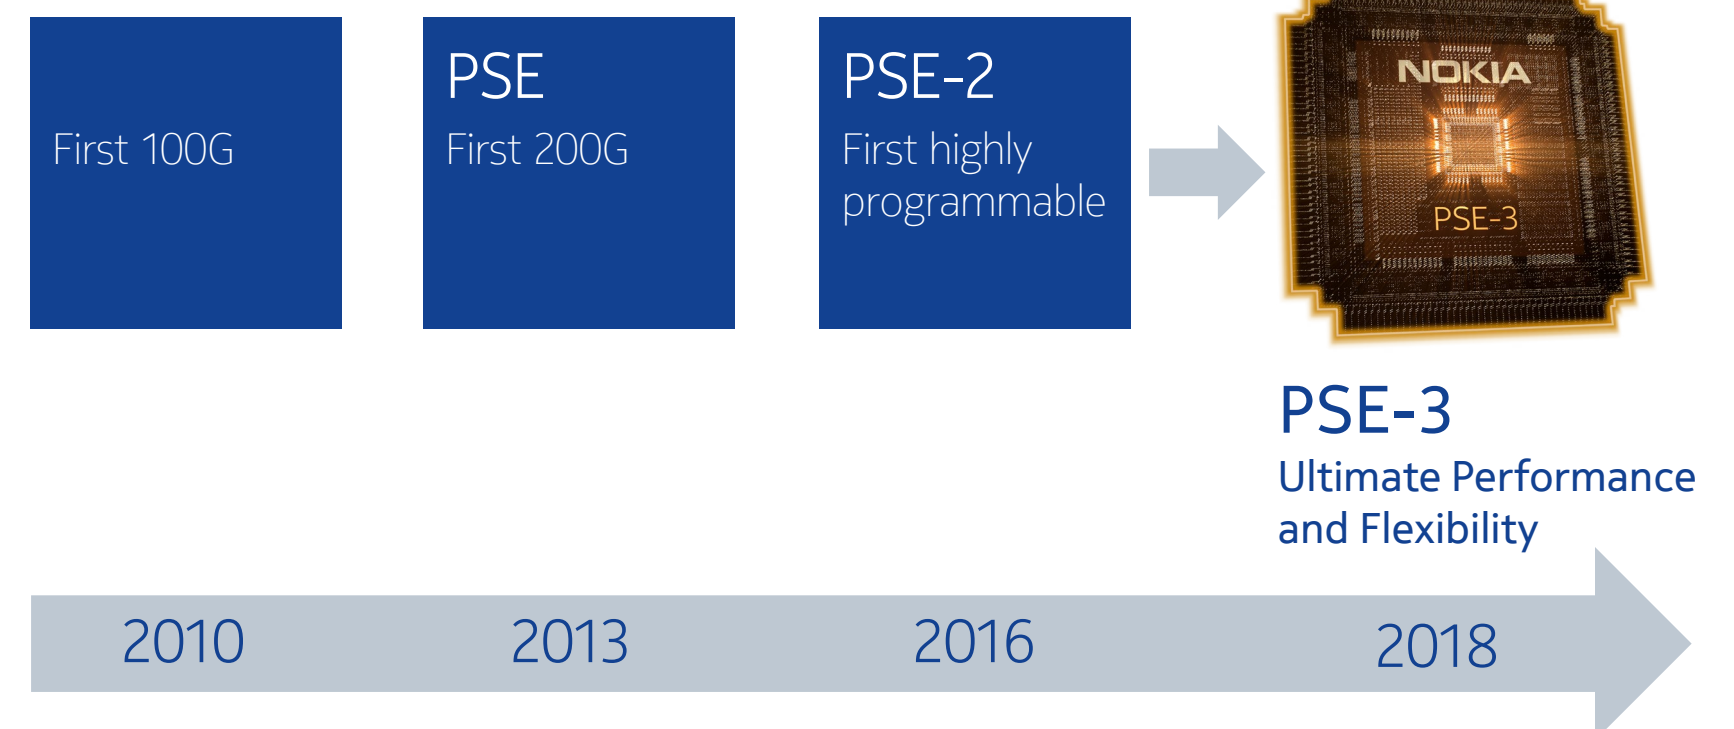 First 100G
PSE
First 200G
PSE-2
First highly
programmable
NOKIA
PSE-3
PSE-3
Ultimate Performance
and Flexibility
2010
2013
2016
2018